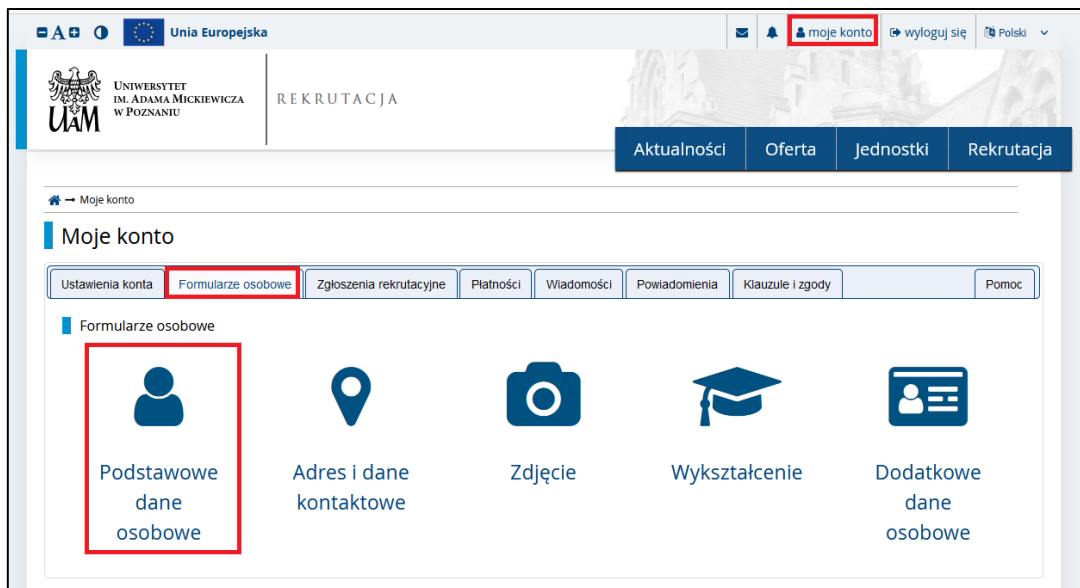 A Unia Europejska moje konto wyloguj się Polski
UNIWERSYTET
IM. ADAMA MICKIEWICZA
W POZNANIU
UAM
REKRUTACJA
Aktualności Oferta Jednostki Rekrutacja
→ Moje konto
Moje konto
Ustawienia konta Formularze osobowe Zgłoszenia rekrutacyjne Płatności Wiadomości Powiadomienia Klauzule i zgody Pomoc
Formularze osobowe
Podstawowe
dane
osobowe
Adres i dane
kontaktowe
Zdjęcie
Wykształcenie
Dodatkowe
dane
osobowe